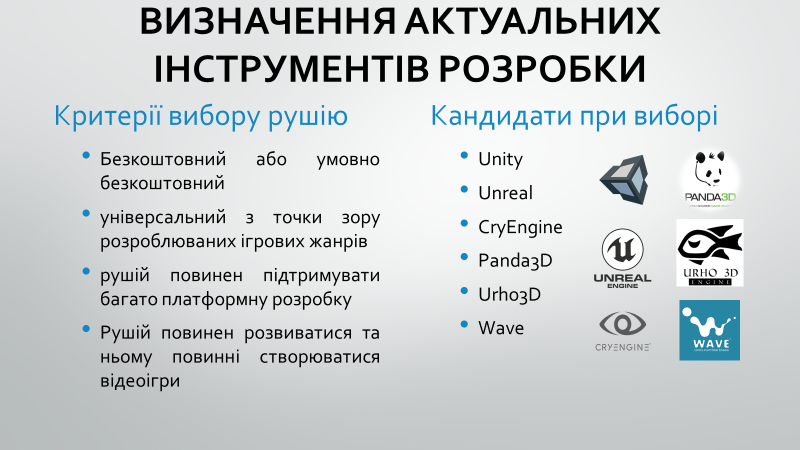 ВИЗНАЧЕННЯ АКТУАЛЬНИХ
ІНСТРУМЕНТІВ РОЗРОБКИ
Критерії вибору рушію
Безкоштовний або умовно
безкоштовний
універсальний з точки зору
розроблюваних ігрових жанрів
рушій повинен підтримувати
багато платформну розробку
Рушій повинен розвиватися та
ньому повинні створюватися
відеоігри
Кандидати при виборі
Unity
Unreal
CryEngine
Panda3D
Urho3D
Wave
PANDA3D
UNREAL
ENGINE
URHO 3D
ENGINE
CRYENGINE
WAVE